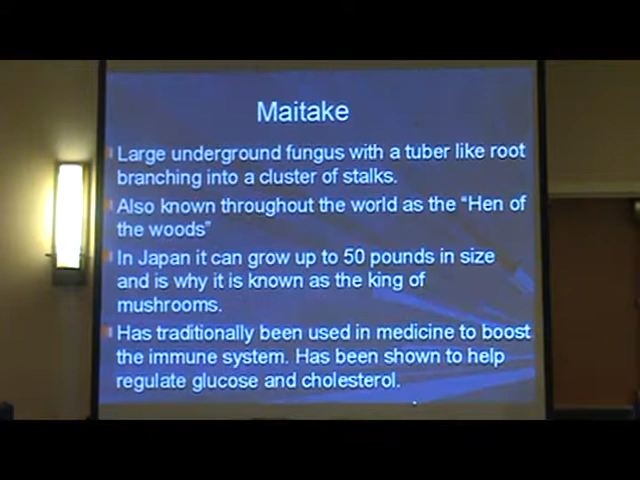 Maitake
Large underground fungus with a tuber like root
branching into a cluster of stalks.
Also known throughout the world as the “Hen of
the woods”
In Japan it can grow up to 50 pounds in size
and is why it is known as the king of
mushrooms.
Has traditionally been used in medicine to boost
the immune system. Has been shown to help
regulate glucose and cholesterol.